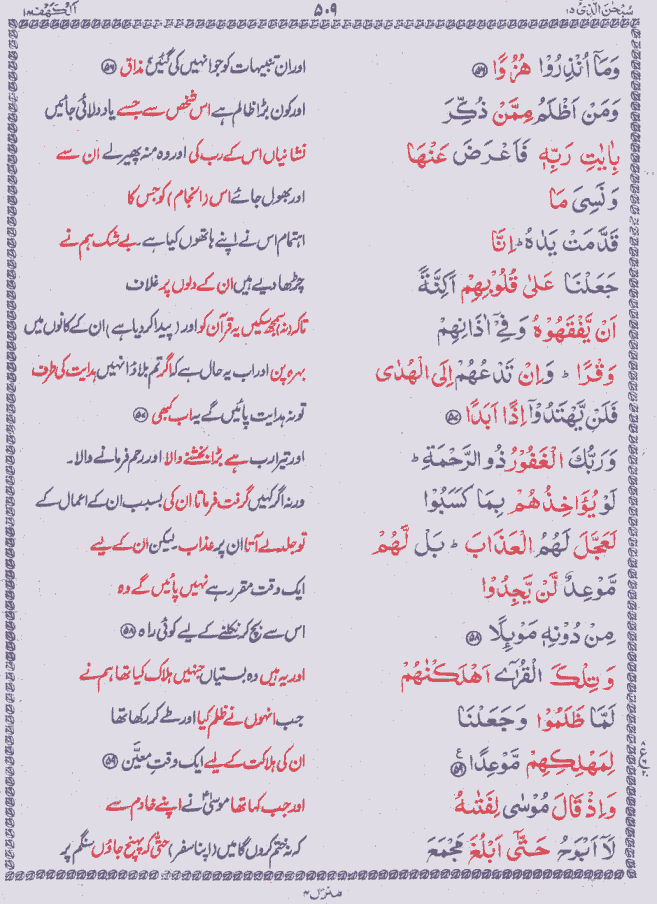 سُبْحٰنَ الَّذِیْٓ ۱۵
۵۰۹
اَلْكَهْف ۱۸
وَمَآ اُنْذِرُوْا هُزُوًا ۝۵۶
اور ان تنبیہات کو جو انہیں کی گئیں مذاق ۝۵۶
وَمَنْ اَظْلَمُ مِمَّنْ ذُكِّرَ
اور کون بڑا ظالم ہے اس شخص سے جسے یاد دلائی جائیں
بِاٰيٰتِ رَبِّهٖ فَاَعْرَضَ عَنْهَا
نشانیاں اس کے رب کی اور وہ منہ پھیر لے ان سے
وَنَسِيَ مَا
اور بھول جائے اس (انجام) کو جس کا
قَدَّمَتْ يَدٰهُ ؕ اِنَّا
اہتمام اس نے اپنے ہاتھوں کیا ہے۔ بے شک ہم نے
جَعَلْنَا عَلٰى قُلُوْبِهِمْ اَكِنَّةً
چڑھا دیے ہیں ان کے دلوں پر غلاف
اَنْ يَّفْقَهُوْهُ وَفِيْٓ اٰذَانِهِمْ
تاکہ (نہ) سمجھ سکیں یہ قرآن کو اور (پیدا کر دیا ہے) ان کے کانوں میں
وَقْرًا ؕ وَاِنْ تَدْعُهُمْ اِلَى الْهُدٰى
بہرہ پن اور اب یہ حال ہے کہ اگر تم بلاؤ انہیں ہدایت کی طرف
فَلَنْ يَّهْتَدُوْٓا اِذًا اَبَدًا ۝۵۷
تو نہ ہدایت پائیں گے یہ اب کبھی ۝۵۷
وَرَبُّكَ الْغَفُوْرُ ذُو الرَّحْمَةِ ؕ
اور تیرا رب ہے بڑا بخشنے والا اور رحم فرمانے والا۔
لَوْ يُؤَاخِذُهُمْ بِمَا كَسَبُوْا
ورنہ اگر کہیں گرفت فرماتا ان کی بسبب ان کے اعمال کے
لَعَجَّلَ لَهُمُ الْعَذَابَ ؕ بَلْ لَّهُمْ
تو جلد لے آتا ان پر عذاب۔ لیکن ان کے لیے
مَّوْعِدٌ لَّنْ يَّجِدُوْا
ایک وقت مقرر ہے نہیں پائیں گے وہ
مِنْ دُوْنِهٖ مَوْئِلًا ۝۵۸
اس سے بچ کر نکلنے کے لیے کوئی راہ ۝۵۸
وَتِلْكَ الْقُرٰٓى اَهْلَكْنٰهُمْ
اور یہ ہیں وہ بستیاں جنہیں ہلاک کیا تھا ہم نے
لَمَّا ظَلَمُوْا وَجَعَلْنَا
جب انہوں نے ظلم کیا اور طے کر رکھا تھا
لِمَهْلِكِهِمْ مَّوْعِدًا ۝۵۹
ان کی ہلاکت کے لیے ایک وقتِ معیّن ۝۵۹
وَاِذْ قَالَ مُوْسٰى لِفَتٰىهُ
اور جب کہا تھا موسیٰؑ نے اپنے خادم سے
لَآ اَبْرَحُ حَتّٰٓى اَبْلُغَ مَجْمَعَ
کہ نہ ختم کروں گا میں (اپنا سفر) حتّٰی کہ پہنچ جاؤں سنگم پر